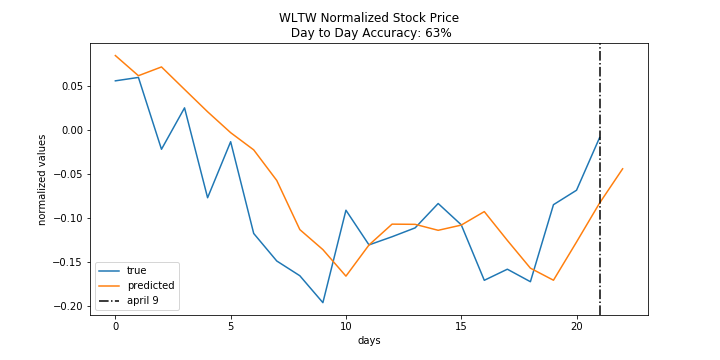 WLTW Normalized Stock Price
Day to Day Accuracy: 63%
normalized values
0.05
0.00
−0.05
−0.10
−0.15
−0.20
true
predicted
april 9
0
5
10
15
20
days